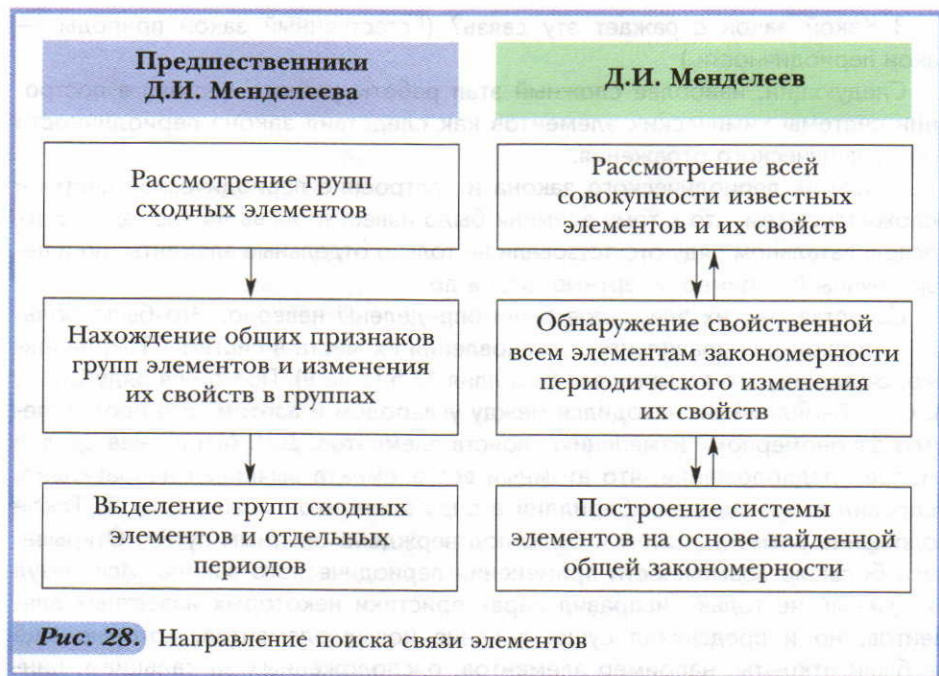 Предшественники
Д.И. Менделеева
Рассмотрение групп
сходных элементов
Нахождение общих признаков
групп элементов и изменения
их свойств в группах
Выделение групп сходных
элементов и отдельных
периодов
Д.И. Менделеев
Рассмотрение всей
совокупности известных
элементов и их свойств
Обнаружение свойственной
всем элементам закономерности
периодического изменения
их свойств
Построение системы
элементов на основе найденной
общей закономерности
Рис. 28. Направление поиска связи элементов